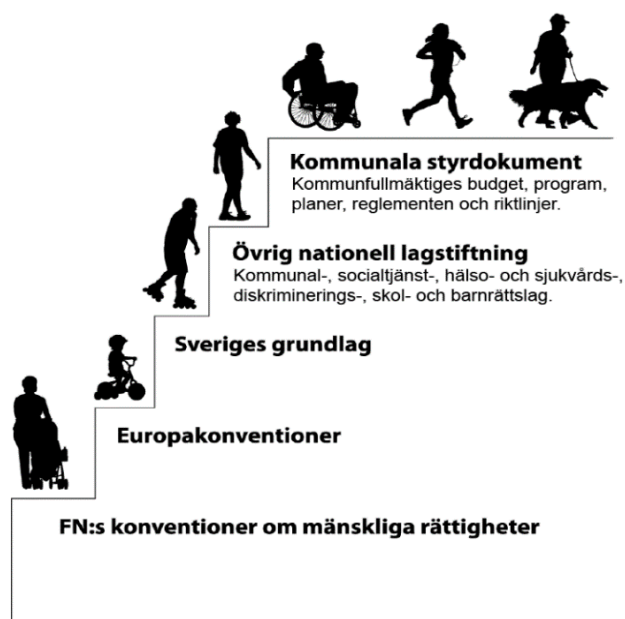 Kommunala styrdokument
Kommunfullmäktiges budget, program,
planer, reglementen och riktlinjer.
Övrig nationell lagstiftning
Kommunal-, socialtjänst-, hälso- och sjukvårds-,
diskriminerings-, skol- och barnrättslag.
Sveriges grundlag
Europakonventioner
FN:s konventioner om mänskliga rättigheter